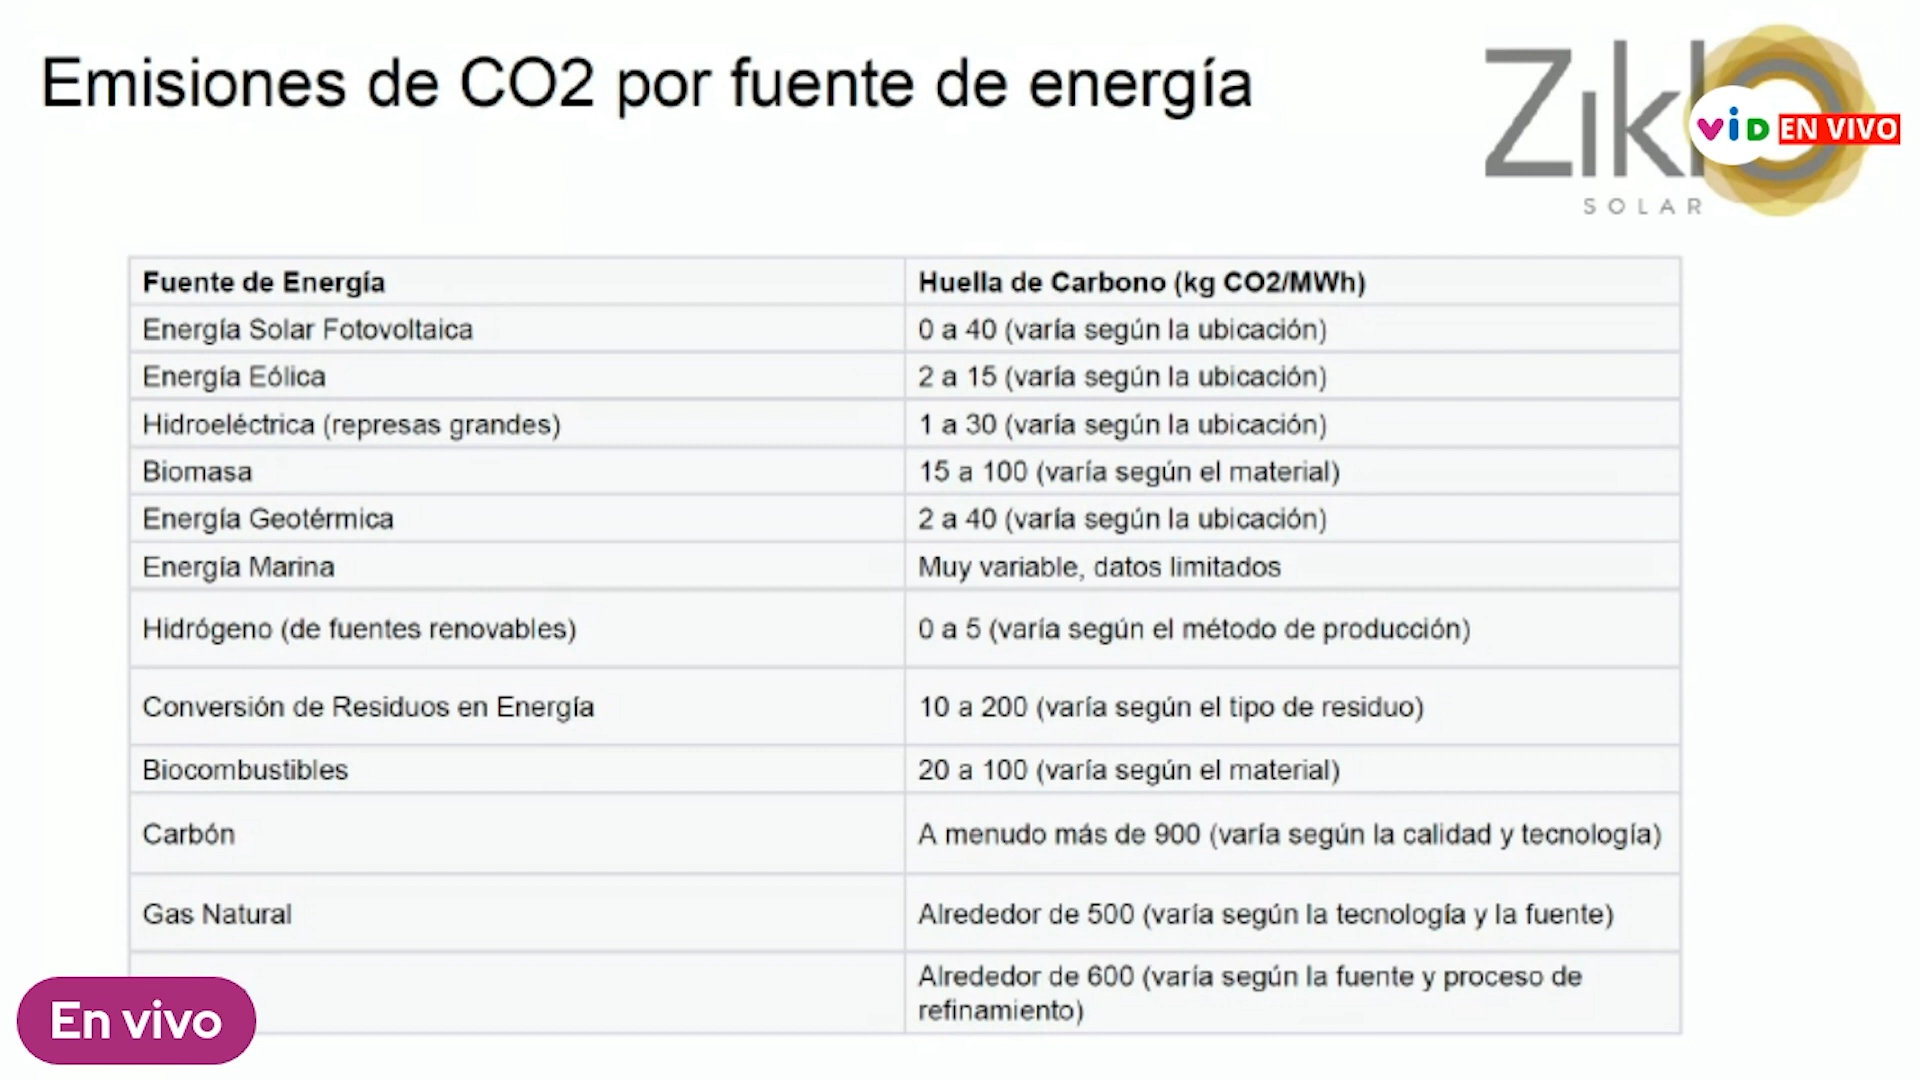 Emisiones de CO2 por fuente de energía
Zikl
SOLAR
ViD EN VIVO
Fuente de Energía
Huella de Carbono (kg CO2/MWh)
Energía Solar Fotovoltaica
0 a 40 (varía según la ubicación)
Energía Eólica
2 a 15 (varía según la ubicación)
Hidroeléctrica (represas grandes)
1 a 30 (varía según la ubicación)
Biomasa
15 a 100 (varía según el material)
Energía Geotérmica
2 a 40 (varía según la ubicación)
Energía Marina
Muy variable, datos limitados
Hidrógeno (de fuentes renovables)
0 a 5 (varía según el método de producción)
Conversión de Residuos en Energía
10 a 200 (varía según el tipo de residuo)
Biocombustibles
20 a 100 (varía según el material)
Carbón
A menudo más de 900 (varía según la calidad y tecnología)
Gas Natural
Alrededor de 500 (varía según la tecnología y la fuente)
Alrededor de 600 (varía según la fuente y proceso de
refinamiento)
En vivo